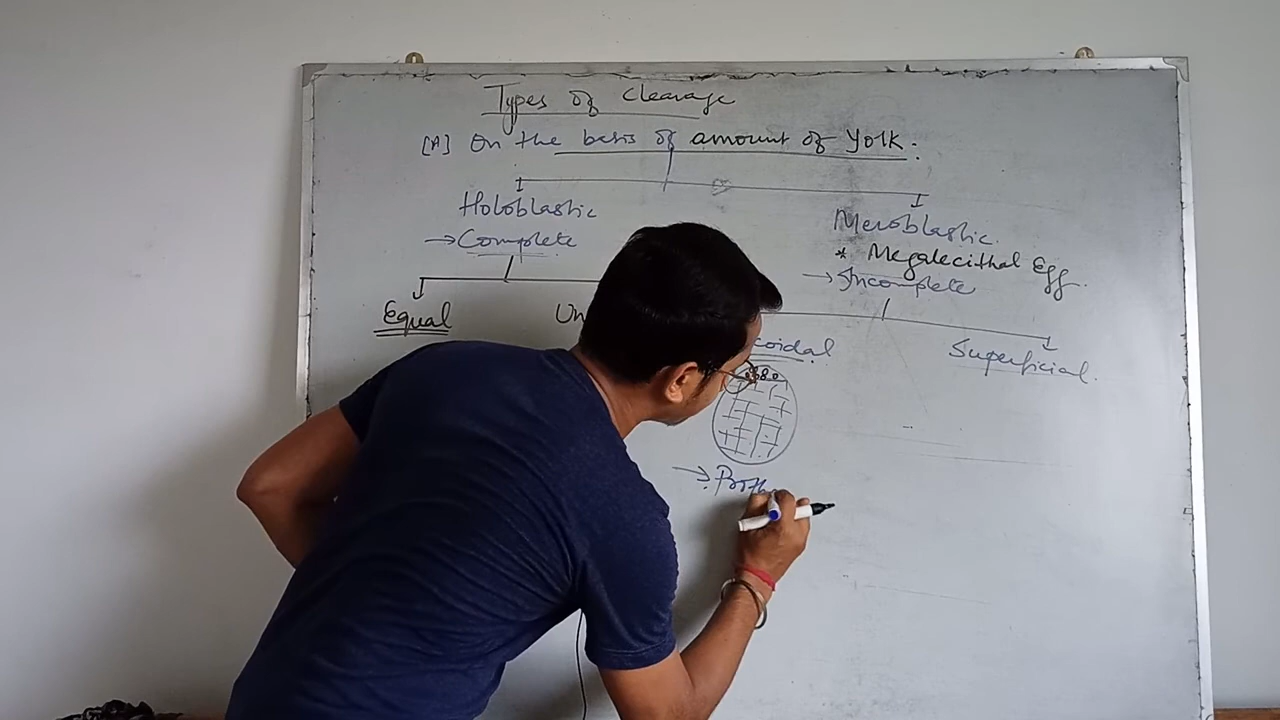 Types of Cleavage
[A] On the basis of amount of Yolk.
Holoblastic
→Complete
Meroblastic.
* Megalecithal Egg.
→Incomplete
Equal
Un
coidal
Superficial.